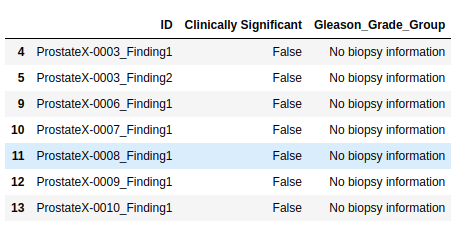 ID Clinically Significant Gleason_Grade_Group
4 ProstateX-0003_Finding1 False No biopsy information
5 ProstateX-0003_Finding2 False No biopsy information
9 ProstateX-0006_Finding1 False No biopsy information
10 ProstateX-0007_Finding1 False No biopsy information
11 ProstateX-0008_Finding1 False No biopsy information
12 ProstateX-0009_Finding1 False No biopsy information
13 ProstateX-0010_Finding1 False No biopsy information